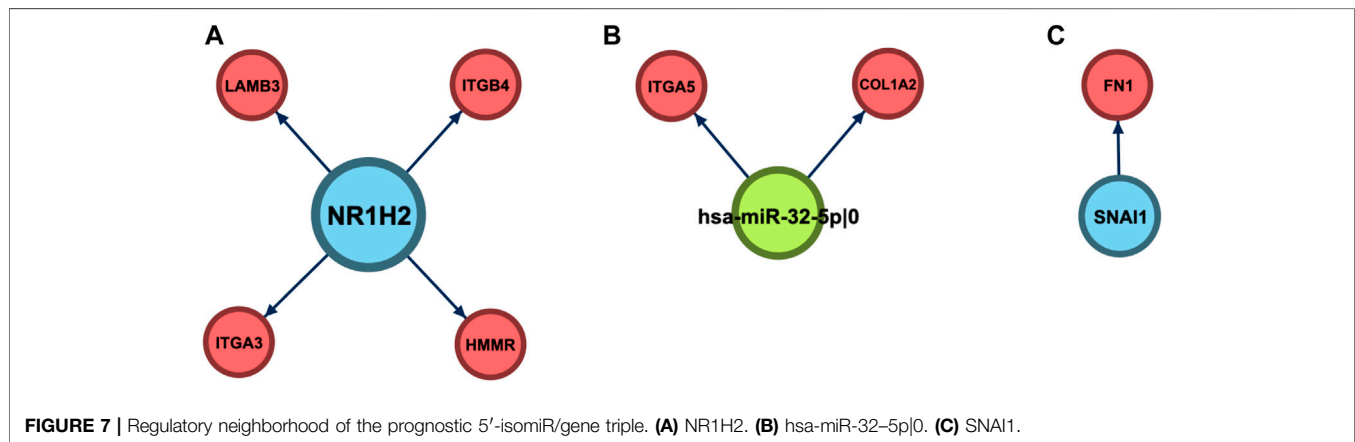 A
B
C
LAMB3
ITGB4
ITGA5
COL1A2
FN1
NR1H2
hsa-miR-32-5p|0
SNAI1
ITGA3
HMMR
FIGURE 7 | Regulatory neighborhood of the prognostic 5′-isomiR/gene triple. (A) NR1H2. (B) hsa-miR-32–5p|0. (C) SNAI1.